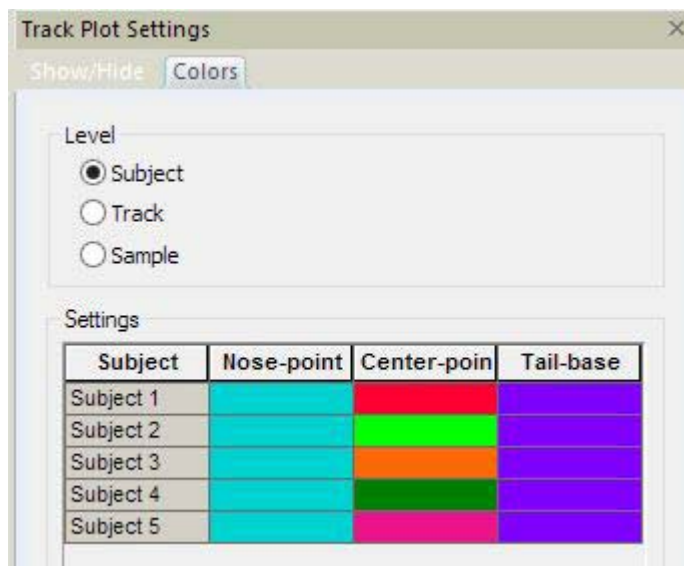 Track Plot Settings
Show/Hide Colors
Level
Subject
Track
Sample
Settings
Subject Nose-point Center-poin Tail-base
Subject 1
Subject 2
Subject 3
Subject 4
Subject 5